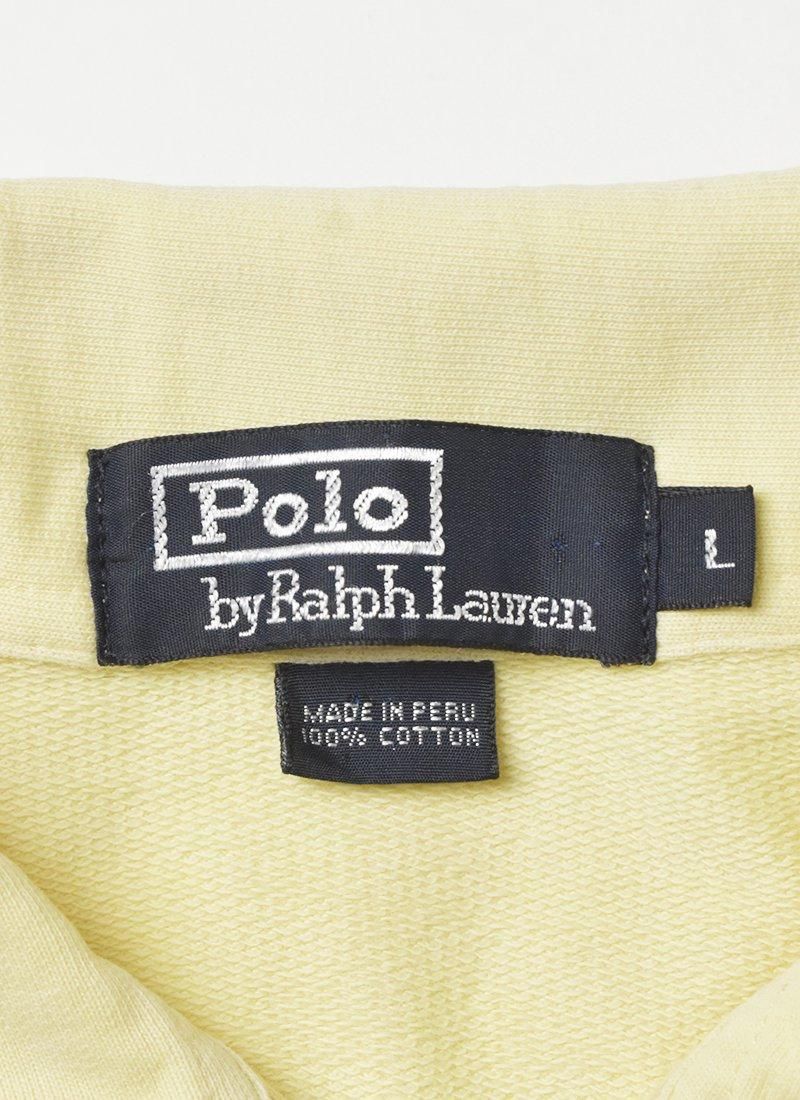 Polo
by Ralph Lauren
L
MADE IN PERU
100% COTTON